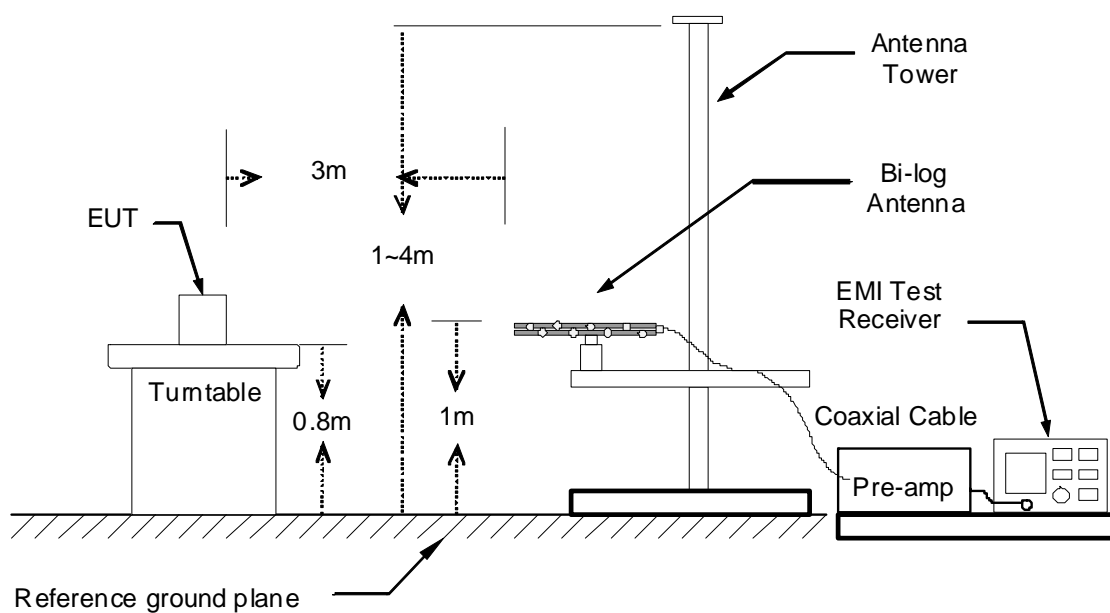 Antenna
Tower
3m
Bi-log
Antenna
EUT
1~4m
EMI Test
Receiver
Turntable
0.8m
1m
Coaxial Cable
Pre-amp
Reference ground plane